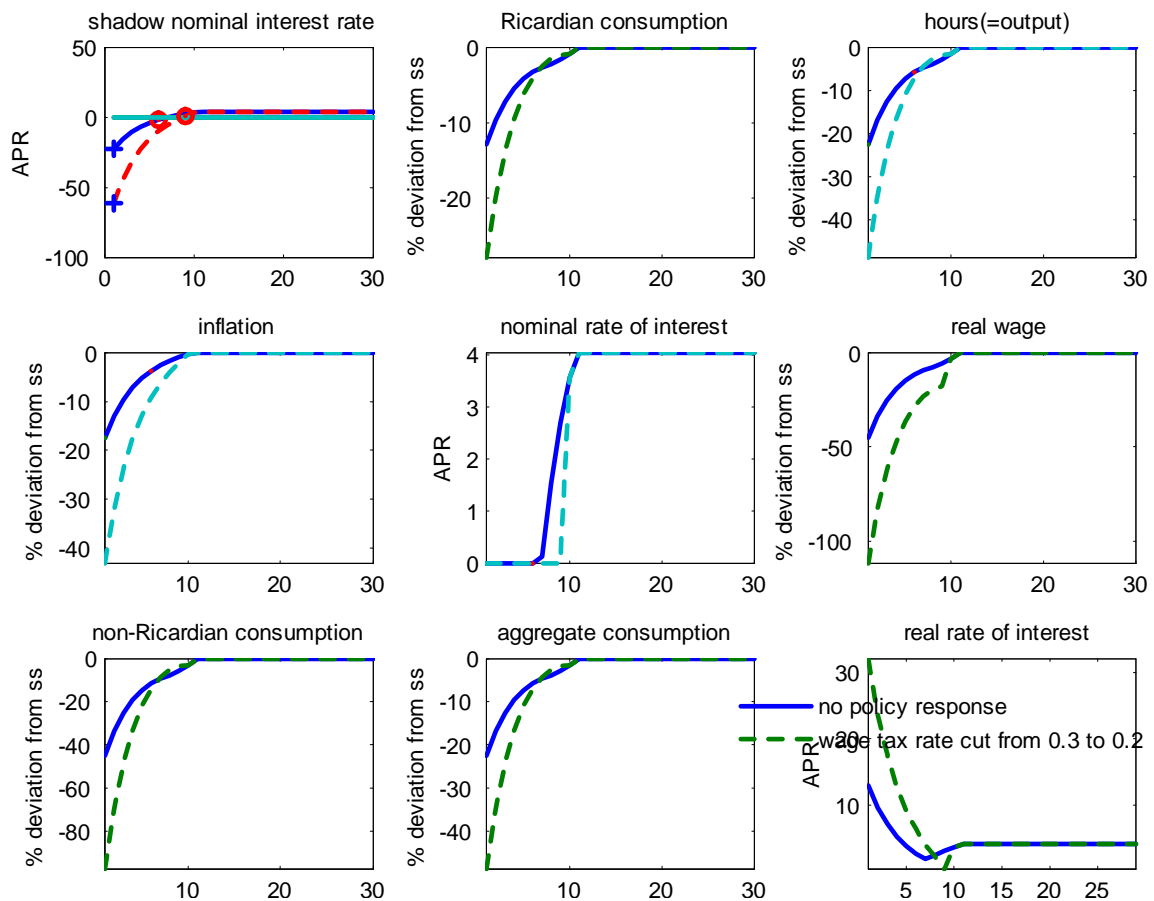 shadow nominal interest rate
APR
50
0
-50
-100
0 10 20 30
Ricardian consumption
% deviation from ss
0
-10
-20
10 20 30
hours(=output)
% deviation from ss
0
-10
-20
-30
-40
10 20 30
inflation
% deviation from ss
0
-10
-20
-30
-40
10 20 30
nominal rate of interest
APR
4
3
2
1
0
10 20 30
real wage
% deviation from ss
0
-50
-100
10 20 30
non-Ricardian consumption
% deviation from ss
0
-20
-40
-60
-80
10 20 30
aggregate consumption
% deviation from ss
0
-10
-20
-30
-40
10 20 30
real rate of interest
APR
30
20
10
5 10 15 20 25
no policy response
wage tax rate cut from 0.3 to 0.2